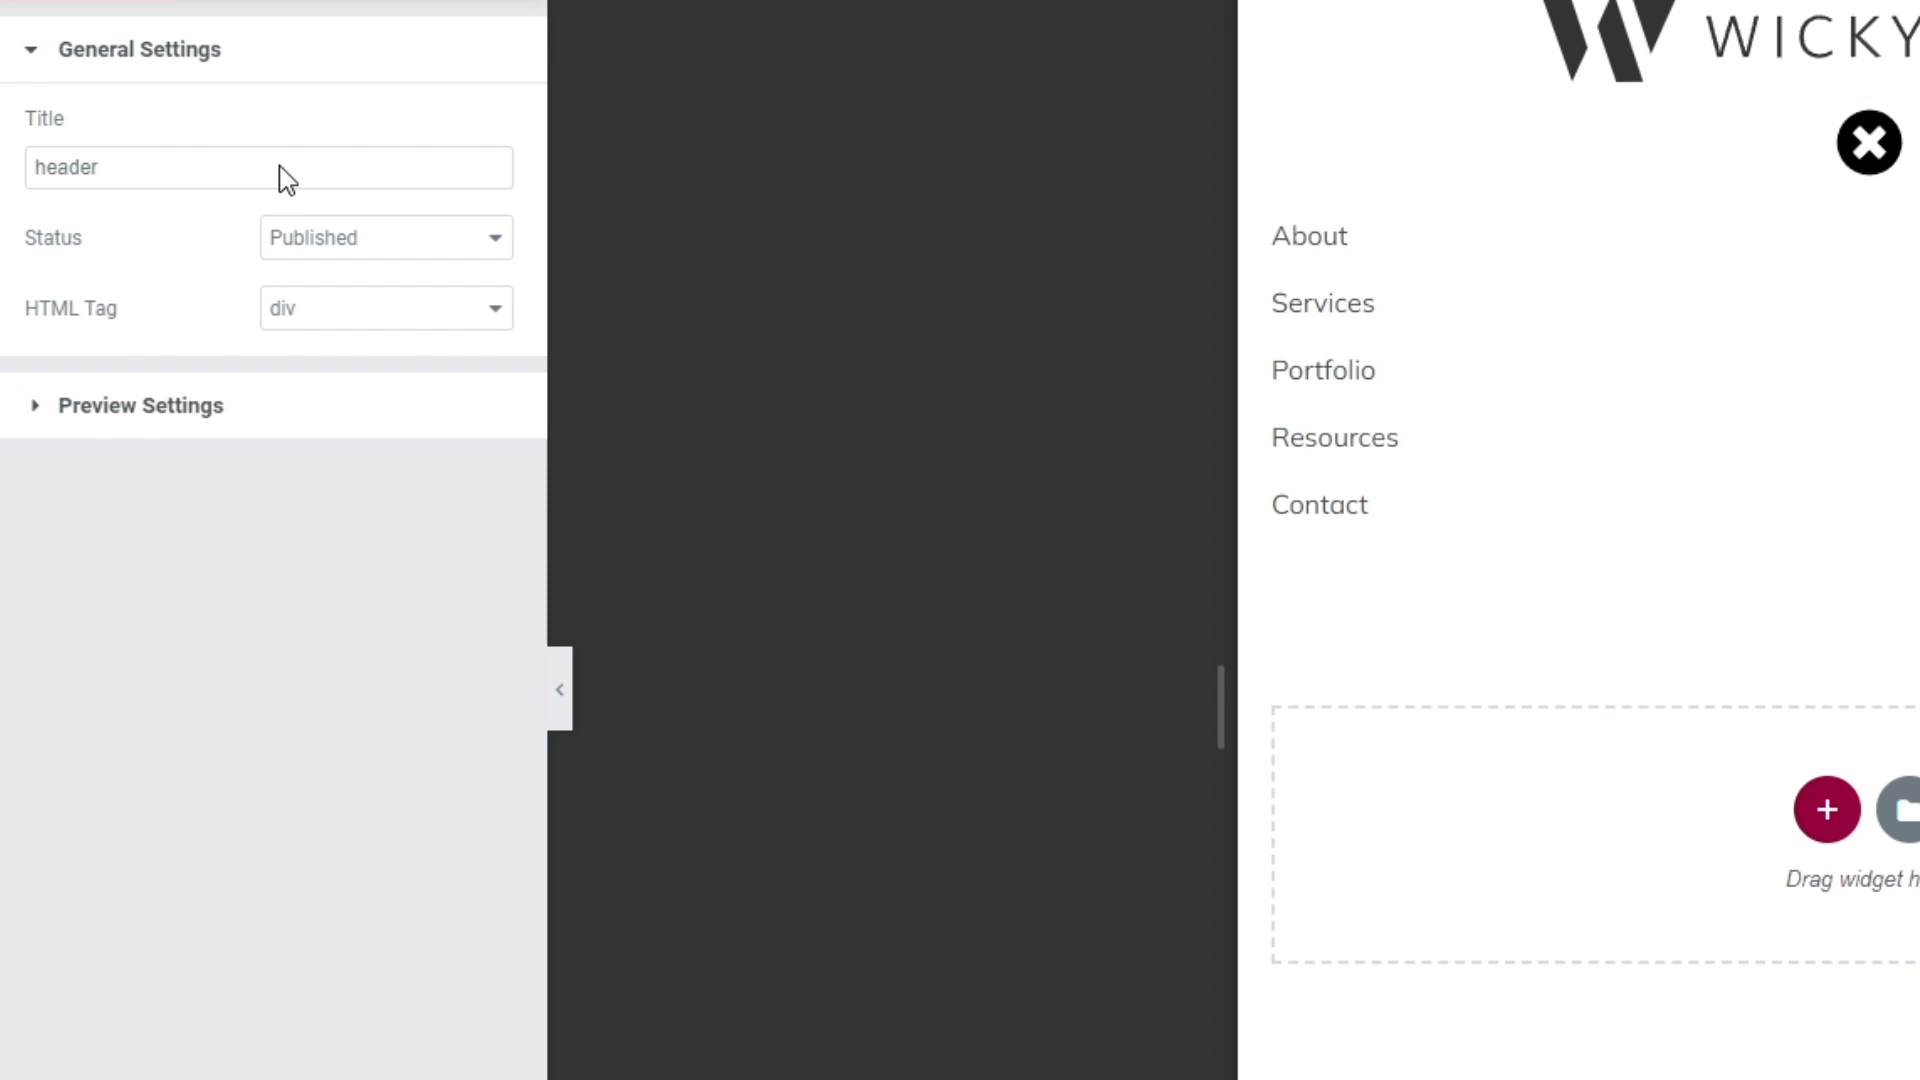 General Settings
Title
header
Status
Published
HTML Tag
div
Preview Settings
WICKY
About
Services
Portfolio
Resources
Contact
Drag widget h